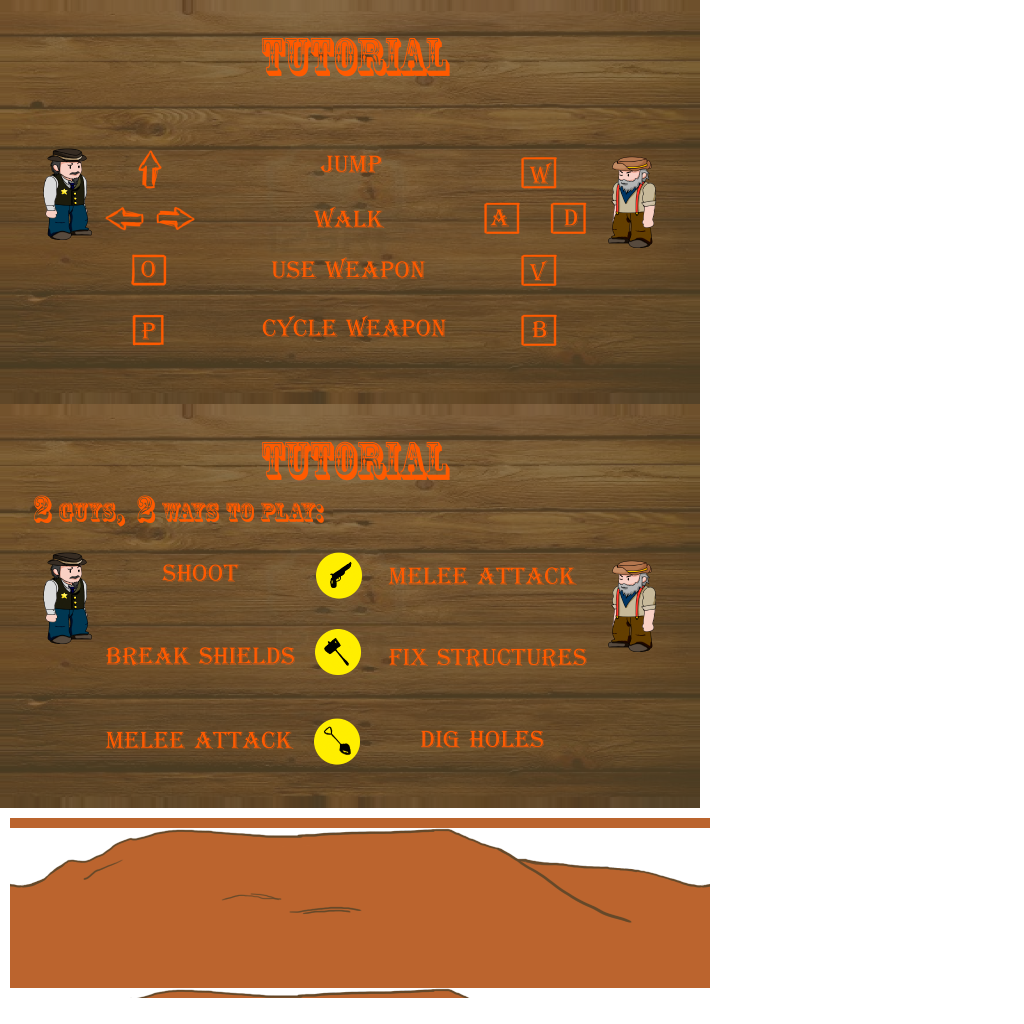 TUTORIAL
JUMP W
WALK A D
O USE WEAPON V
P CYCLE WEAPON B
TUTORIAL
2 GUYS, 2 WAYS TO PLAY:
SHOOT MELEE ATTACK
BREAK SHIELDS FIX STRUCTURES
MELEE ATTACK DIG HOLES